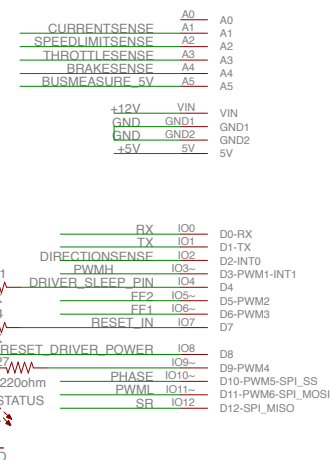 A0 A0
CURRENTSENSE A1 A1
SPEEDLIMITSENSE A2 A2
THROTTLESENSE A3 A3
BRAKESENSE A4 A4
BUSMEASURE_5V A5 A5
+12V VIN VIN
GND GND1 GND1
GND GND2 GND2
+5V 5V 5V
RX IO0 D0-RX
TX IO1 D1-TX
DIRECTIONSENSE IO2 D2-INT0
PWMH IO3~ D3-PWM1-INT1
1 DRIVER_SLEEP_PIN IO4 D4
FF2 IO5~ D5-PWM2
FF1 IO6~ D6-PWM3
RESET_IN IO7 D7
RESET_DRIVER_POWER IO8 D8
27 IO9~ D9-PWM4
220ohm PHASE IO10~ D10-PWM5-SPI_SS
STATUS PWML IO11~ D11-PWM6-SPI_MOSI
SR IO12 D12-SPI_MISO